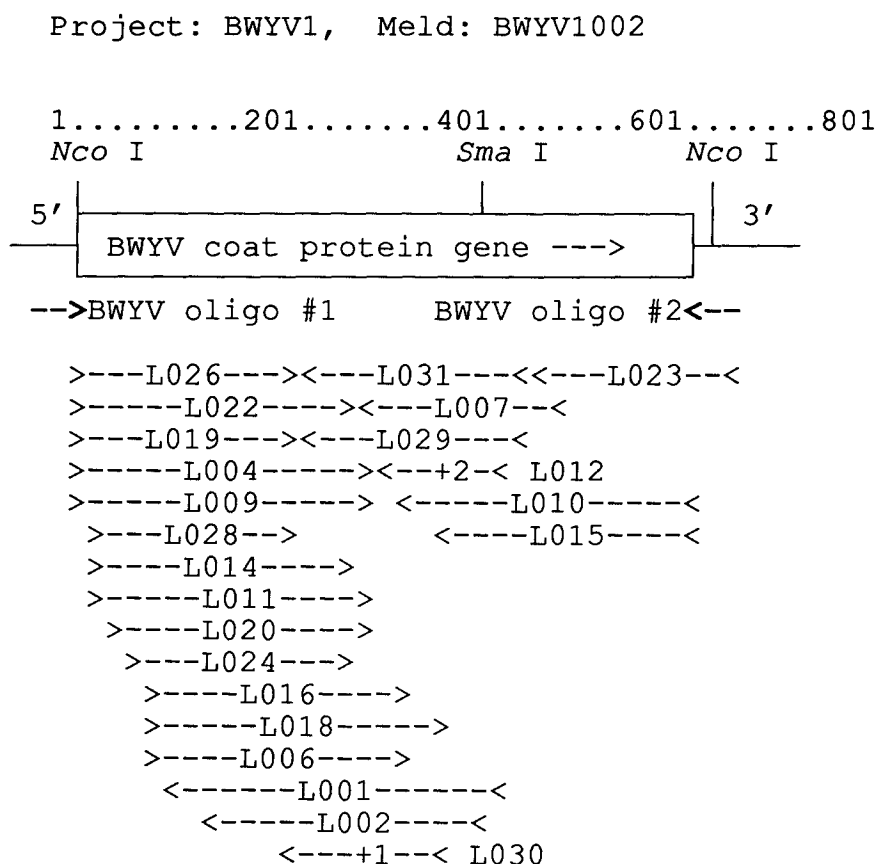 Project: BWYV1, Meld: BWYV1002
1.........201.......401.......601.......801
Nco I Sma I Nco I
5' 3'
BWYV coat protein gene --->
-->BWYV oligo #1 BWYV oligo #2<--
>---L026---><---L031---<<---L023--<
>-----L022----><---L007--<
>---L019---><---L029---<
>-----L004-----><--+2-< L012
>-----L009-----> <-----L010-----<
>---L028--> <----L015----<
>----L014---->
>-----L011---->
>----L020---->
>---L024--->
>----L016---->
>-----L018----->
>----L006---->
<------L001------<
<-----L002----<
<---+1--< L030